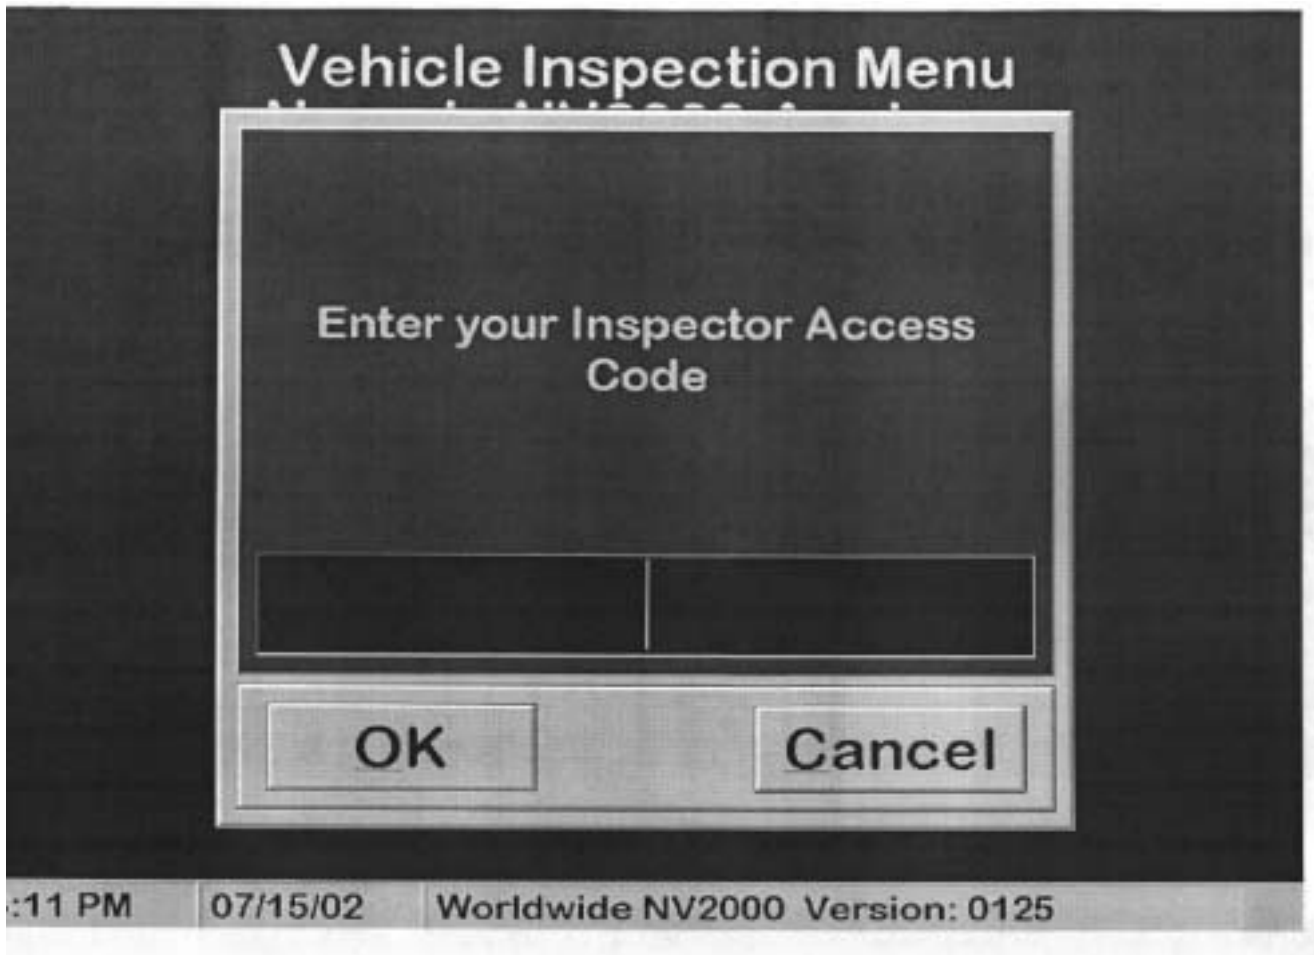 Vehicle Inspection Menu
Enter your Inspector Access
Code
OK
Cancel
:11 PM 07/15/02 Worldwide NV2000 Version: 0125